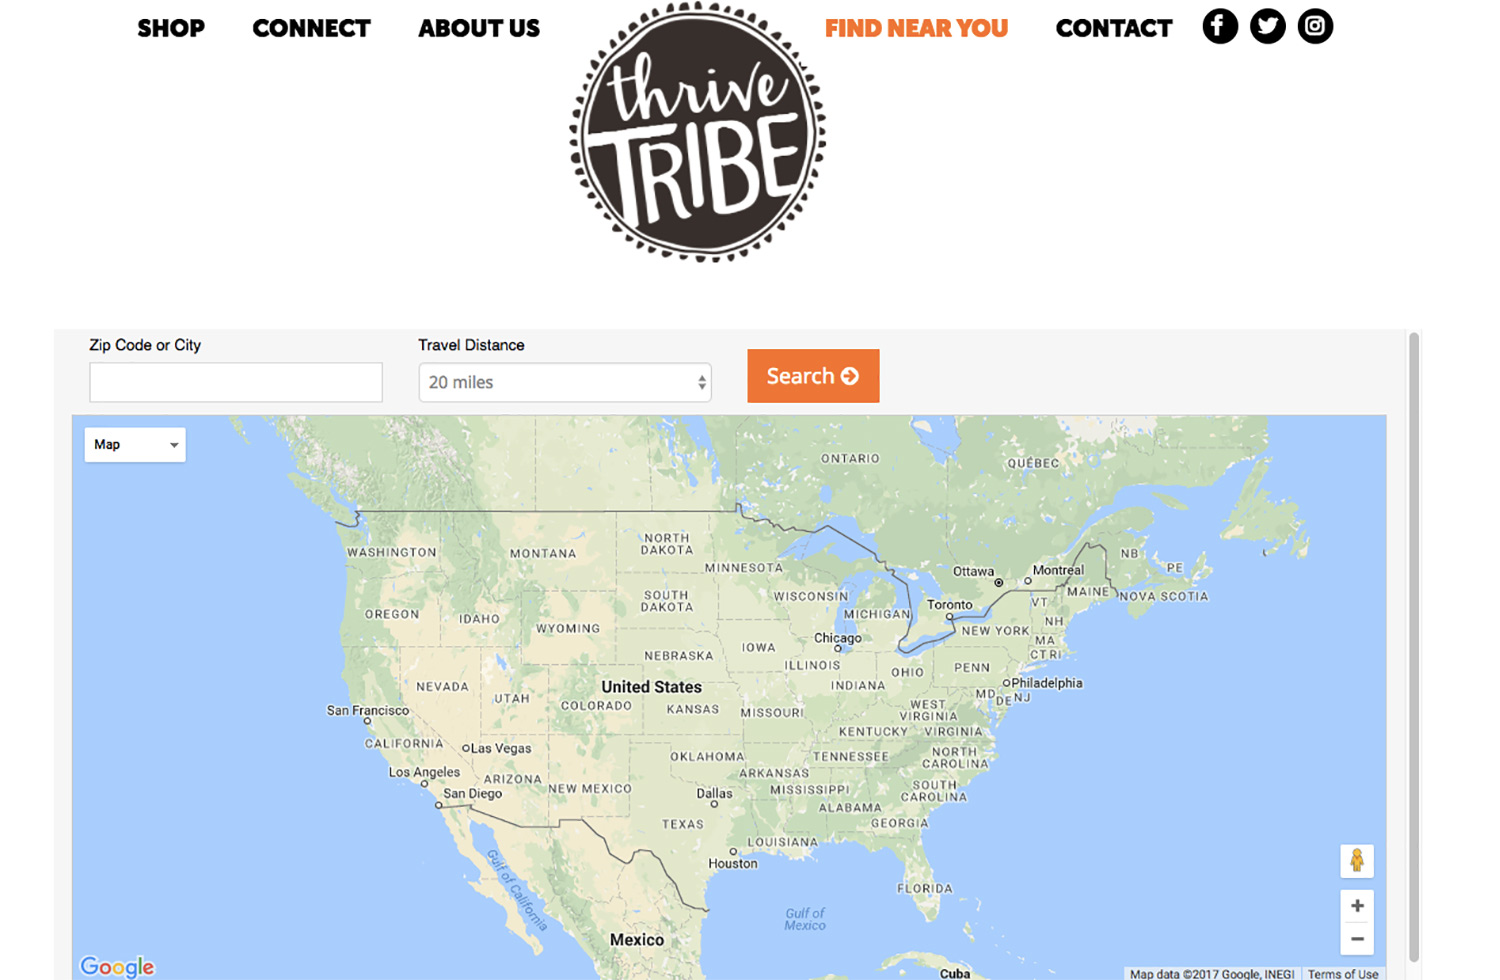 SHOP CONNECT ABOUT US FIND NEAR YOU CONTACT
thrive
TRIBE
Zip Code or City
Travel Distance
20 miles
Search
Map
ONTARIO
QUÉBEC
WASHINGTON
MONTANA
NORTH
DAKOTA
MINNESOTA
Ottawa
Montreal
NB
PE
MAINE
NOVA SCOTIA
OREGON
IDAHO
WYOMING
SOUTH
DAKOTA
WISCONSIN
MICHIGAN
Toronto
VT
NH
NEW YORK
MA
CT RI
Chicago
NEBRASKA
IOWA
ILLINOIS
INDIANA
OHIO
PENN
Philadelphia
MD
DE
NJ
NEVADA
UTAH
COLORADO
United States
KANSAS
MISSOURI
WEST
VIRGINIA
KENTUCKY
VIRGINIA
San Francisco
CALIFORNIA
Las Vegas
OKLAHOMA
TENNESSEE
NORTH
CAROLINA
Los Angeles
ARIZONA
NEW MEXICO
ARKANSAS
MISSISSIPPI
SOUTH
CAROLINA
San Diego
Dallas
ALABAMA
GEORGIA
TEXAS
LOUISIANA
Houston
FLORIDA
Gulf of California
Gulf of
Mexico
Mexico
Cuba
Google
Map data ©2017 Google, INEGI
Terms of Use